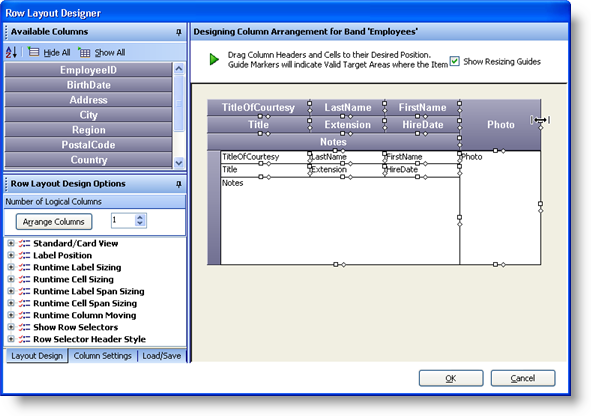 Row Layout Designer
Available Columns
Hide All Show All
EmployeeID
BirthDate
Address
City
Region
PostalCode
Country
Row Layout Design Options
Number of Logical Columns
Arrange Columns 1
Standard/Card View
Label Position
Runtime Label Sizing
Runtime Cell Sizing
Runtime Label Span Sizing
Runtime Cell Span Sizing
Runtime Column Moving
Show Row Selectors
Row Selector Header Style
Layout Design Column Settings Load/Save
Designing Column Arrangement for Band 'Employees'
Drag Column Headers and Cells to their Desired Position.
Guide Markers will indicate Valid Target Areas where the Item
Show Resizing Guides
TitleOfCourtesy LastName FirstName
Title Extension HireDate Photo
Notes
TitleOfCourtesy LastName FirstName Photo
Title Extension HireDate
Notes
OK Cancel